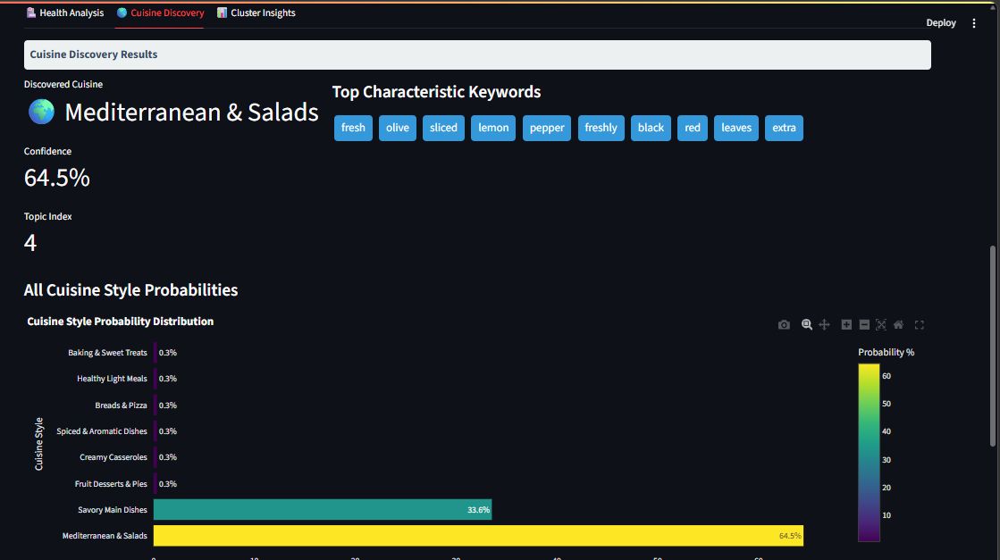 Health Analysis Cuisine Discovery Cluster Insights
Deploy
Cuisine Discovery Results
Discovered Cuisine
Mediterranean & Salads
Confidence
64.5%
Topic Index
4
Top Characteristic Keywords
fresh olive sliced lemon pepper freshly black red leaves extra
All Cuisine Style Probabilities
Cuisine Style Probability Distribution
Cuisine Style
Baking & Sweet Treats 0.3%
Healthy Light Meals 0.3%
Breads & Pizza 0.3%
Spiced & Aromatic Dishes 0.3%
Creamy Casseroles 0.3%
Fruit Desserts & Pies 0.3%
Savory Main Dishes 33.6%
Mediterranean & Salads 64.5%
Probability %
60
50
40
30
20
10